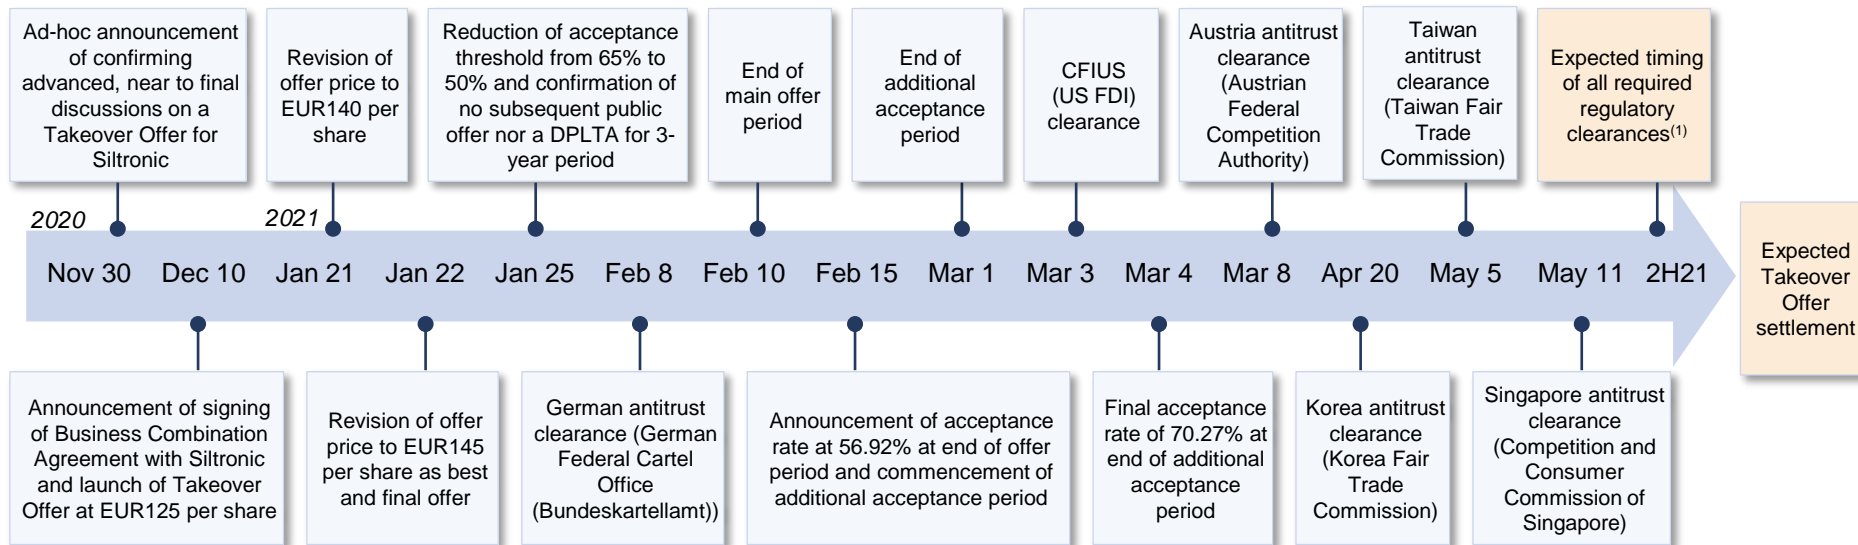 Ad-hoc announcement
of confirming
advanced, near to final
discussions on a
Takeover Offer for
Siltronic
Revision of
offer price to
EUR140 per
share
Reduction of acceptance
threshold from 65% to
50% and confirmation of
no subsequent public
offer nor a DPLTA for 3-
year period
End of
main offer
period
End of
additional
acceptance
period
CFIUS
(US FDI)
clearance
Austria antitrust
clearance
(Austrian
Federal
Competition
Authority)
Taiwan
antitrust
clearance
(Taiwan Fair
Trade
Commission)
Expected timing
of all required
regulatory
clearances(1)
2020
2021
Nov 30 Dec 10 Jan 21 Jan 22 Jan 25 Feb 8 Feb 10 Feb 15 Mar 1 Mar 3 Mar 4 Mar 8 Apr 20 May 5 May 11 2H21
Expected
Takeover
Offer
settlement
Announcement of signing
of Business Combination
Agreement with Siltronic
and launch of Takeover
Offer at EUR125 per share
Revision of offer
price to EUR145
per share as best
and final offer
German antitrust
clearance (German
Federal Cartel
Office
(Bundeskartellamt))
Announcement of acceptance
rate at 56.92% at end of offer
period and commencement of
additional acceptance period
Final acceptance
rate of 70.27% at
end of additional
acceptance
period
Korea antitrust
clearance
(Korea Fair
Trade
Commission)
Singapore antitrust
clearance
(Competition and
Consumer
Commission of
Singapore)